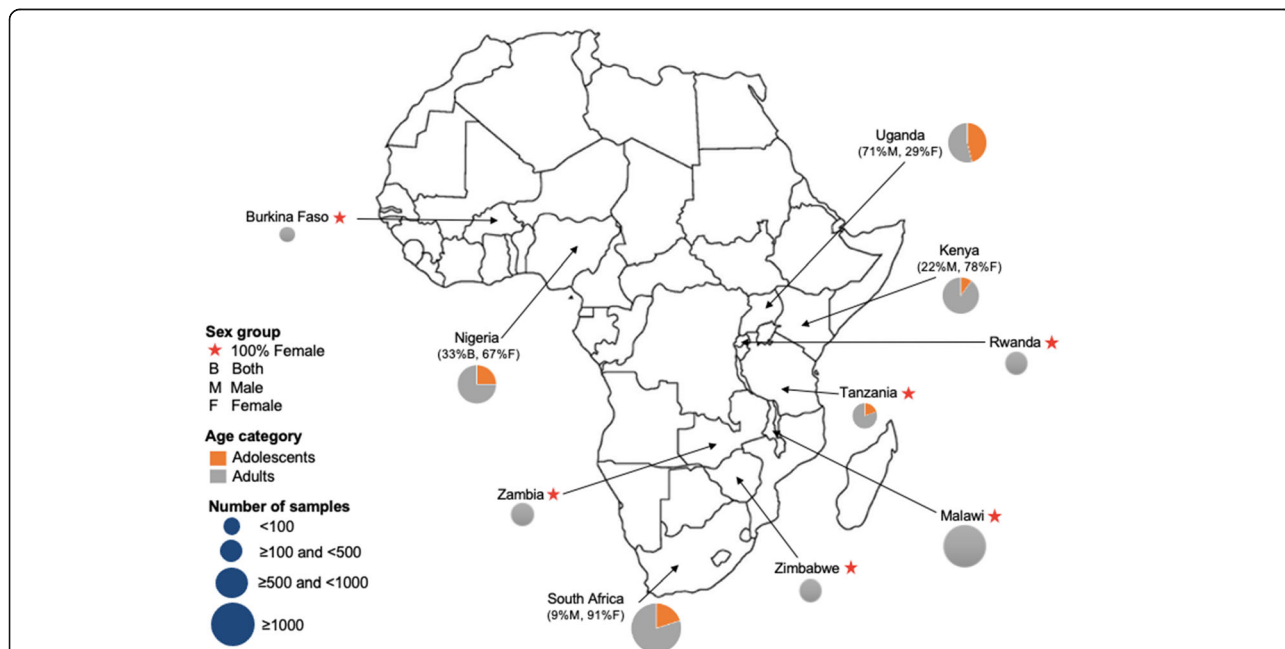 Uganda
(71%M, 29%F)
Burkina Faso
Kenya
(22%M, 78%F)
Nigeria
(33%B, 67%F)
Rwanda
Tanzania
Sex group
100% Female
B Both
M Male
F Female
Age category
Adolescents
Adults
Zambia
Malawi
Number of samples
<100
≥100 and <500
≥500 and <1000
≥1000
Zimbabwe
South Africa
(9%M, 91%F)